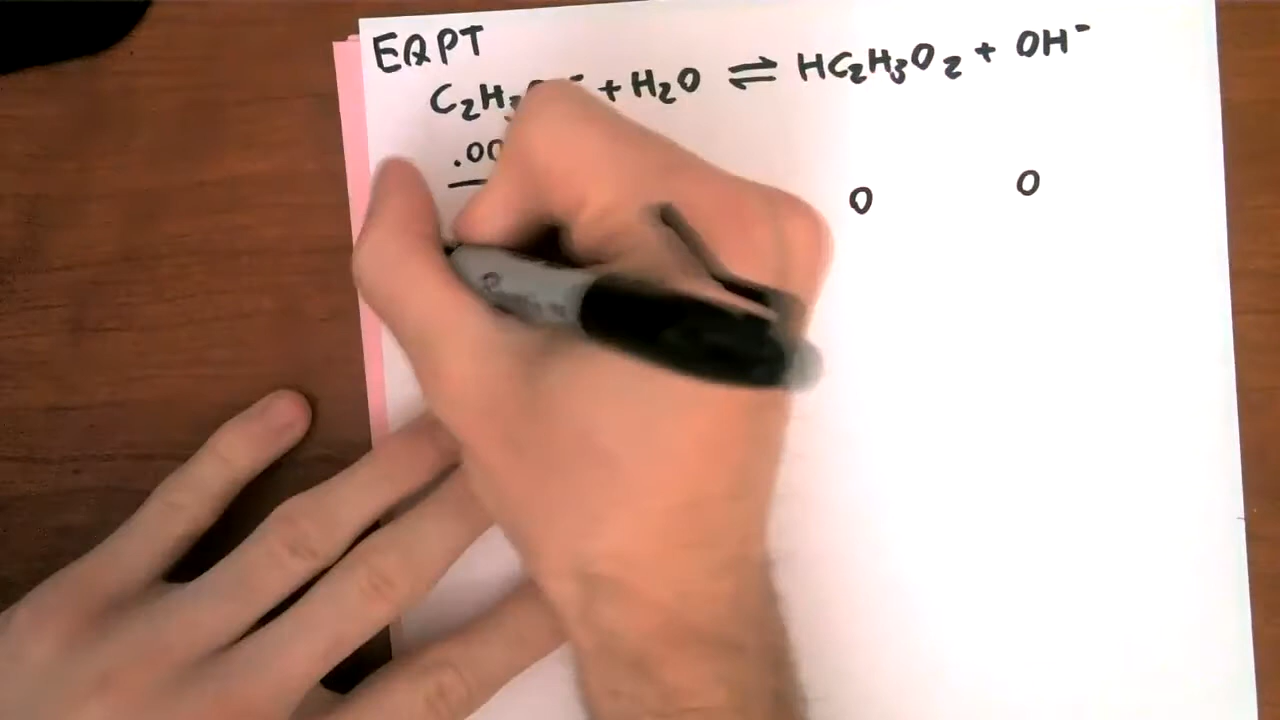 EQPT
C₂H₃ + H₂O ⇌ HC₂H₃O₂ + OH⁻
.00
0 0